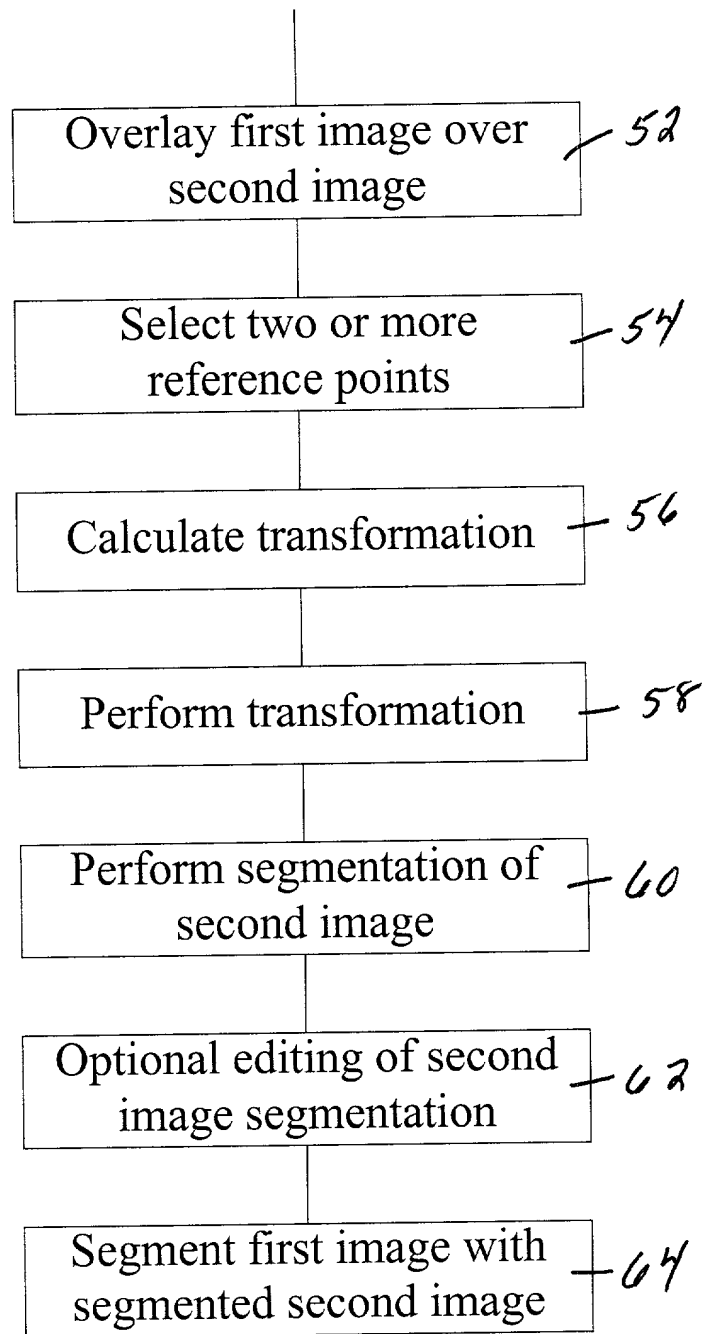 Overlay first image over
second image
52
Select two or more
reference points
54
Calculate transformation
56
Perform transformation
58
Perform segmentation of
second image
60
Optional editing of second
image segmentation
62
Segment first image with
segmented second image
64